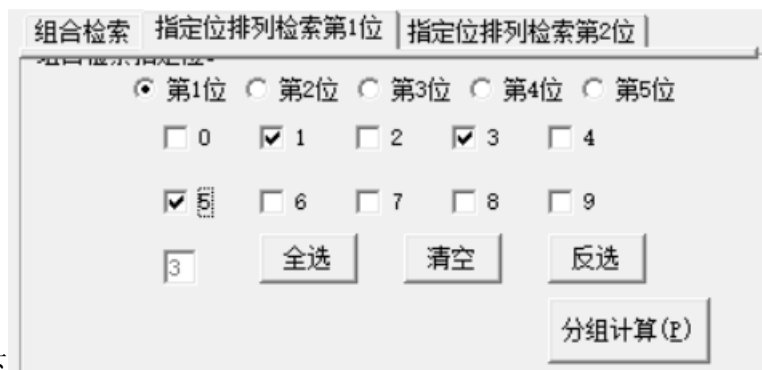 组合检索 指定位排列检索第1位 指定位排列检索第2位
第1位 第2位 第3位 第4位 第5位
0 1 2 3 4
5 6 7 8 9
3 全选 清空 反选
分组计算(P)